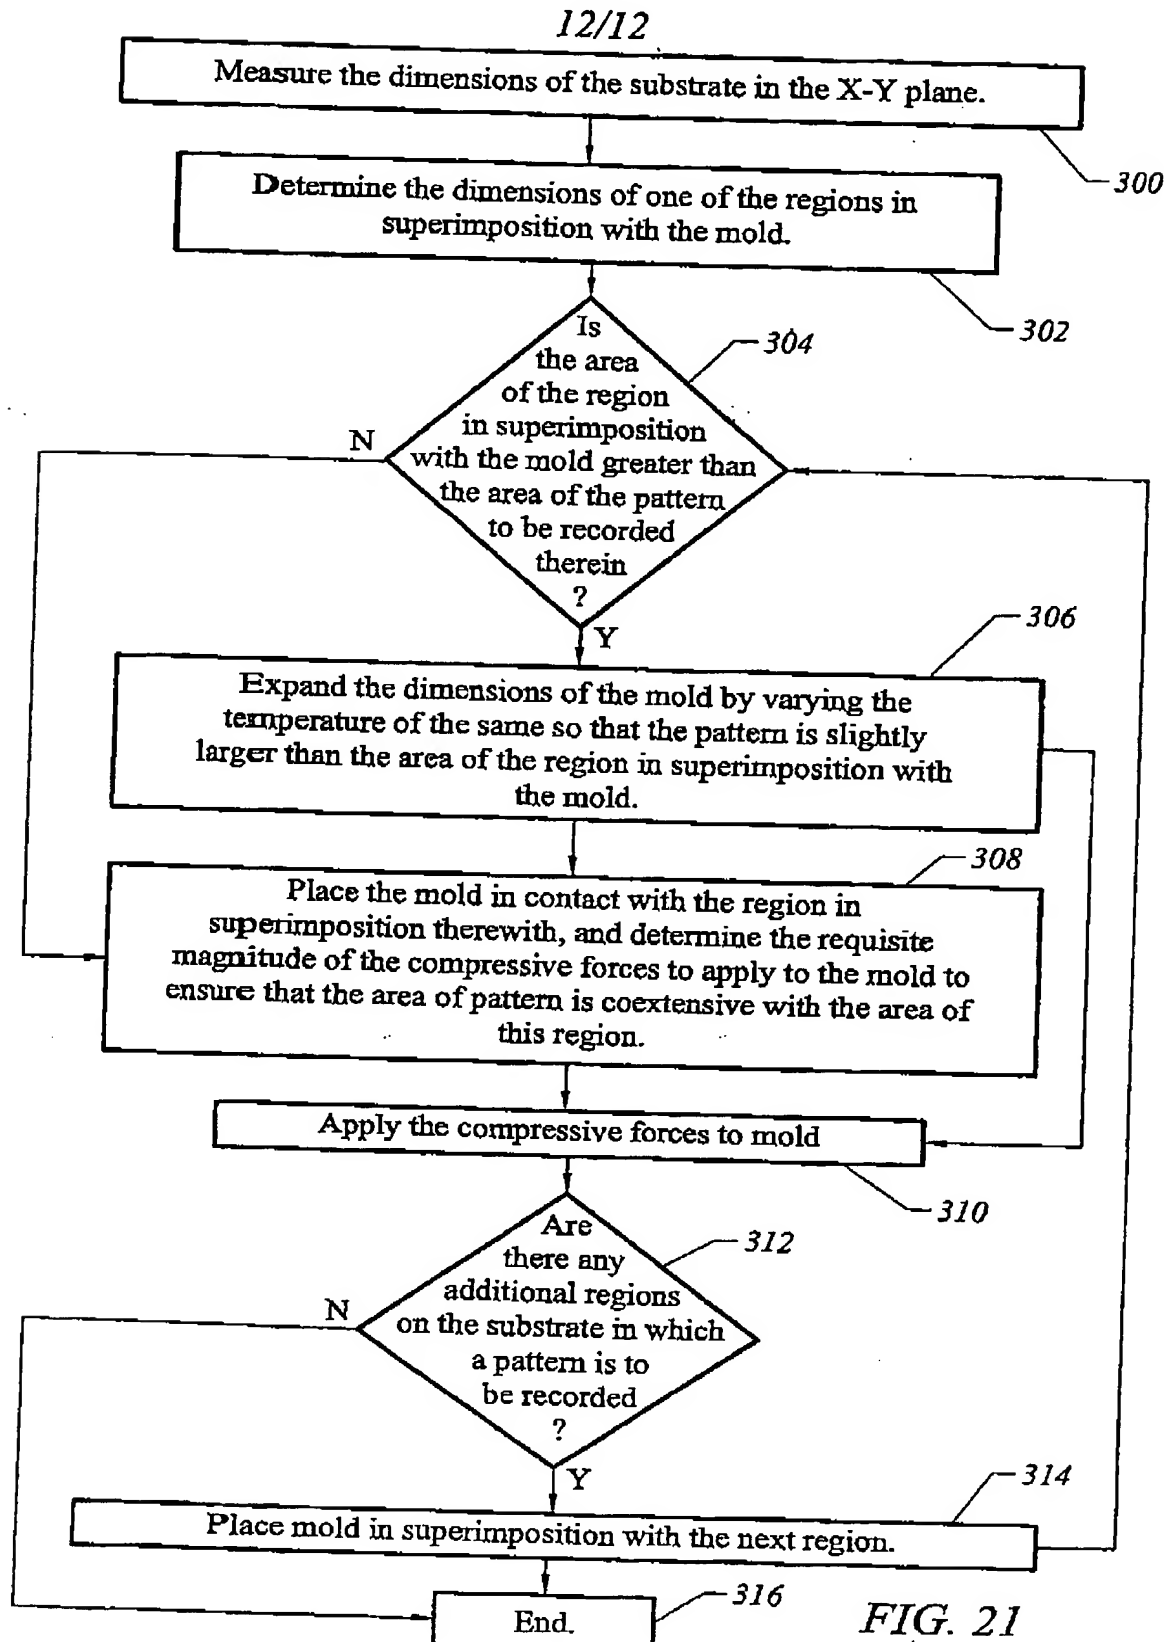 12/12
Measure the dimensions of the substrate in the X-Y plane.
300
Determine the dimensions of one of the regions in
superimposition with the mold.
302
Is
the area
of the region
in superimposition
with the mold greater than
the area of the pattern
to be recorded
therein
?
304
N
Y
306
Expand the dimensions of the mold by varying the
temperature of the same so that the pattern is slightly
larger than the area of the region in superimposition with
the mold.
308
Place the mold in contact with the region in
superimposition therewith, and determine the requisite
magnitude of the compressive forces to apply to the mold to
ensure that the area of pattern is coextensive with the area of
this region.
Apply the compressive forces to mold
310
Are
there any
additional regions
on the substrate in which
a pattern is to
be recorded
?
312
N
Y
314
Place mold in superimposition with the next region.
End.
316
FIG. 21